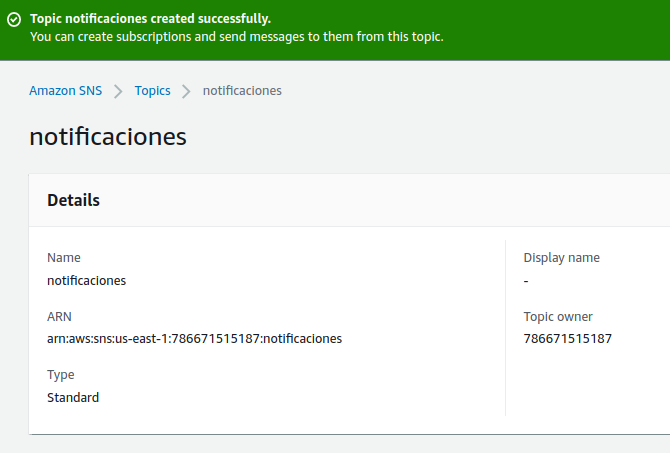 Topic notificaciones created successfully.
You can create subscriptions and send messages to them from this topic.
Amazon SNS > Topics > notificaciones
notificaciones
Details
Name
notificaciones
ARN
arn:aws:sns:us-east-1:786671515187:notificaciones
Type
Standard
Display name
-
Topic owner
786671515187